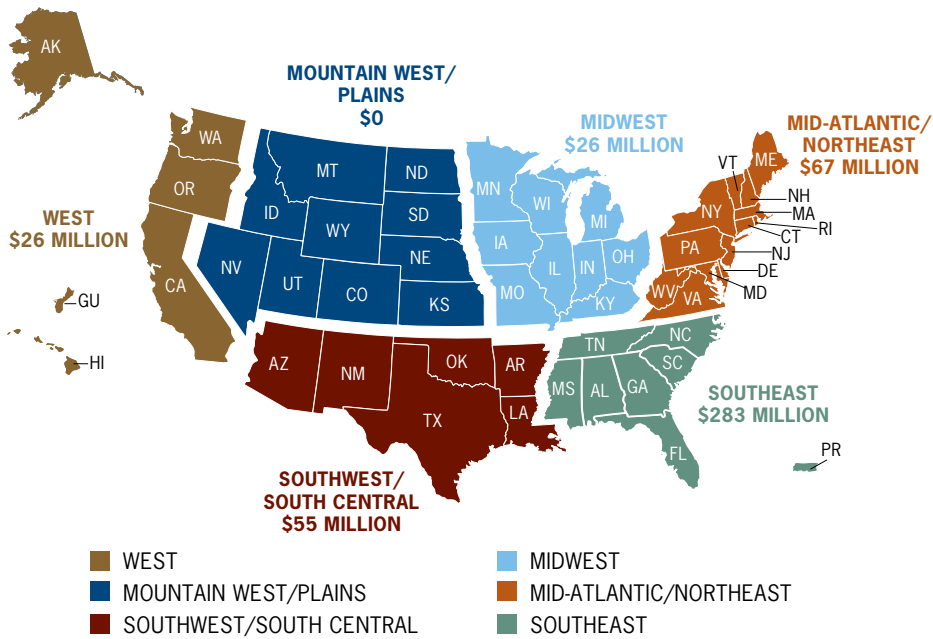 AK
MOUNTAIN WEST/
PLAINS
$0
MIDWEST
$26 MILLION
MID-ATLANTIC/
NORTHEAST
$67 MILLION
WEST
$26 MILLION
WA
OR
CA
GU
HI
MT
ND
ID
WY
SD
NE
NV
UT
CO
KS
MN
WI
MI
IA
IL
IN
OH
MO
KY
VT
ME
NH
MA
RI
CT
NY
PA
NJ
DE
MD
WV
VA
AZ
NM
OK
AR
TX
LA
TN
NC
SC
MS
AL
GA
FL
PR
SOUTHEAST
$283 MILLION
SOUTHWEST/
SOUTH CENTRAL
$55 MILLION
WEST
MOUNTAIN WEST/PLAINS
SOUTHWEST/SOUTH CENTRAL
MIDWEST
MID-ATLANTIC/NORTHEAST
SOUTHEAST